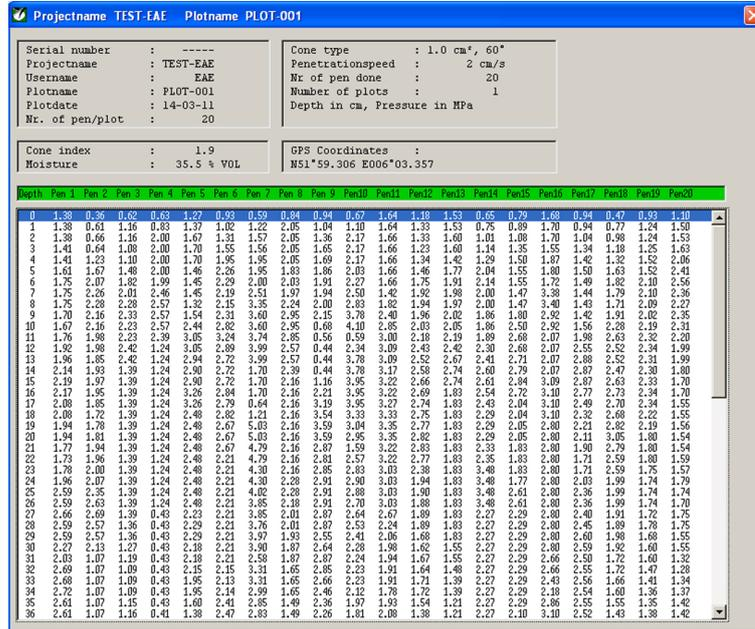 Projectname TEST-EAE Plotname PLOT-001
Serial number : -----
Projectname : TEST-EAE
Username : EAE
Plotname : PLOT-001
Plotdate : 14-03-11
Nr. of pen/plot : 20
Cone type : 1.0 cm², 60°
Penetrationspeed : 2 cm/s
Nr of pen done : 20
Number of plots : 1
Depth in cm, Pressure in MPa
Cone index : 1.9
Moisture : 35.5 % VOL
GPS Coordinates :
N51°59.306 E006°03.357
Depth Pen 1 Pen 2 Pen 3 Pen 4 Pen 5 Pen 6 Pen 7 Pen 8 Pen 9 Pen10 Pen11 Pen12 Pen13 Pen14 Pen15 Pen16 Pen17 Pen18 Pen19 Pen20
0 1.38 0.36 0.62 0.63 1.27 0.93 0.59 0.84 0.94 0.67 1.64 1.18 1.53 0.65 0.79 1.68 0.94 0.47 0.93 1.10
1 1.38 0.61 1.16 0.83 1.37 1.02 1.22 2.05 1.04 1.10 1.64 1.33 1.53 0.75 0.89 1.70 0.94 0.77 1.24 1.50
2 1.38 0.66 1.16 2.00 1.67 1.31 1.57 2.05 1.36 2.17 1.66 1.33 1.60 1.01 1.08 1.70 1.04 0.98 1.24 1.53
3 1.41 0.64 1.08 2.00 1.70 1.55 1.56 2.05 1.65 2.17 1.66 1.23 1.60 1.14 1.35 1.55 1.34 1.18 1.25 1.63
4 1.41 1.23 1.10 2.00 1.70 1.95 1.95 2.05 1.69 2.17 1.66 1.34 1.42 1.29 1.50 1.87 1.42 1.32 1.52 2.06
5 1.61 1.67 1.48 2.00 1.46 2.26 1.95 1.83 1.86 2.03 1.66 1.46 1.77 2.04 1.55 1.80 1.50 1.63 1.52 2.41
6 1.75 2.07 1.82 1.99 1.45 2.29 2.00 2.03 1.91 2.27 1.66 1.75 1.91 2.14 1.55 1.72 1.49 1.82 2.10 2.56
7 1.75 2.26 2.01 2.46 1.45 2.19 2.51 1.97 1.94 2.50 1.42 1.92 1.98 2.00 1.47 3.38 1.44 1.79 2.10 2.36
8 1.75 2.28 2.28 2.57 1.32 2.15 3.35 2.24 2.00 2.83 1.82 1.94 1.97 2.00 1.47 3.40 1.43 1.71 2.09 2.27
9 1.70 2.16 2.33 2.57 1.54 2.31 3.60 2.95 2.15 3.78 2.40 1.96 2.02 1.86 1.80 2.92 1.42 1.91 2.02 2.35
10 1.67 2.16 2.23 2.57 2.44 2.82 3.60 2.95 0.68 4.10 2.85 2.03 2.05 1.86 2.50 2.92 1.56 2.28 2.19 2.31
11 1.76 1.98 2.23 2.39 3.05 3.24 3.74 2.85 0.56 0.59 3.00 2.18 2.19 1.89 2.68 2.07 1.98 2.63 2.32 2.20
12 1.92 1.98 2.42 1.24 3.05 2.89 3.99 2.57 0.44 2.34 3.09 2.43 2.42 2.30 2.68 2.07 2.55 2.52 2.34 1.99
13 1.96 1.85 2.42 1.24 2.94 2.72 3.99 2.57 0.44 3.78 3.09 2.52 2.67 2.41 2.71 2.07 2.88 2.52 2.31 1.99
14 2.14 1.93 1.39 1.24 2.90 2.72 1.70 2.39 0.44 3.78 3.17 2.58 2.74 2.60 2.79 2.07 2.87 2.47 2.30 1.80
15 2.19 1.97 1.39 1.24 2.90 2.72 1.70 2.16 1.16 3.95 3.22 2.66 2.74 2.61 2.84 3.09 2.87 2.63 2.33 1.70
16 2.17 1.95 1.39 1.24 3.26 2.84 1.70 2.16 2.21 3.95 3.22 2.69 1.83 2.54 2.72 3.10 2.77 2.73 2.34 1.70
17 2.08 1.85 1.39 1.24 3.26 2.79 0.64 2.16 3.19 3.95 3.27 2.74 1.83 2.43 2.04 3.10 2.49 2.70 2.34 1.55
18 2.08 1.72 1.39 1.24 2.48 2.82 1.21 2.16 3.54 3.33 3.33 2.75 1.83 2.29 2.04 3.10 2.32 2.68 2.22 1.55
19 1.94 1.78 1.39 1.24 2.48 2.67 5.03 2.16 3.59 3.04 3.35 2.77 1.83 2.29 2.05 2.80 2.21 2.82 2.19 1.56
20 1.94 1.81 1.39 1.24 2.48 2.67 5.03 2.16 3.59 2.95 3.35 2.82 1.83 2.29 2.05 2.80 2.11 3.05 1.80 1.54
21 1.77 1.94 1.39 1.24 2.48 2.67 4.79 2.16 2.87 1.59 3.22 2.83 1.83 2.33 1.83 2.80 1.90 2.79 1.80 1.54
22 1.73 1.96 1.39 1.24 2.48 2.21 4.79 2.16 2.81 2.57 3.22 2.77 1.83 2.35 1.83 2.80 1.71 2.59 1.80 1.59
23 1.78 2.00 1.39 1.24 2.48 2.21 4.30 2.16 2.85 2.83 3.03 2.38 1.83 3.48 1.83 2.80 1.71 2.59 1.75 1.57
24 1.96 2.07 1.39 1.24 2.48 2.21 4.30 2.28 2.91 2.90 3.03 1.94 1.83 3.48 1.77 2.80 2.03 1.99 1.74 1.79
25 2.59 2.35 1.39 1.24 2.48 2.21 4.02 2.28 2.91 2.88 3.03 1.90 1.83 3.48 2.61 2.80 2.36 1.99 1.74 1.74
26 2.59 2.63 1.39 1.24 2.48 2.21 3.85 2.18 2.91 2.70 3.03 1.88 1.83 3.48 2.61 2.80 2.36 1.99 1.74 1.70
27 2.66 2.69 1.39 0.43 2.23 2.21 3.85 2.01 2.87 2.64 2.67 1.89 1.83 2.27 2.29 2.80 2.40 1.91 1.72 1.75
28 2.59 2.57 1.36 0.43 2.29 2.21 3.76 2.01 2.87 2.53 2.24 1.89 1.83 2.27 2.29 2.80 2.45 1.89 1.78 1.75
29 2.59 2.57 1.36 0.43 2.29 2.21 3.97 1.93 2.55 2.41 2.06 1.68 1.83 2.27 2.29 2.80 2.60 1.98 1.68 1.55
30 2.27 2.13 1.27 0.43 2.18 2.21 3.90 1.87 2.64 2.28 1.98 1.62 1.55 2.27 2.29 2.80 2.59 1.92 1.60 1.55
31 2.03 1.07 1.19 0.43 2.18 2.21 2.58 1.87 2.87 2.24 1.94 1.67 1.55 2.27 2.29 2.66 2.50 1.72 1.60 1.32
32 2.69 1.07 1.09 0.43 2.15 2.15 3.31 1.65 2.85 2.23 1.91 1.64 1.48 2.27 2.29 2.66 2.55 1.72 1.47 1.28
33 2.68 1.07 1.09 0.43 1.95 2.13 3.31 1.65 2.66 2.23 1.91 1.71 1.39 2.27 2.29 2.43 2.56 1.66 1.41 1.34
34 2.72 1.07 1.09 0.43 1.95 2.14 2.99 1.65 2.46 2.12 1.78 1.72 1.39 2.27 2.29 2.18 2.54 1.60 1.36 1.37
35 2.61 1.07 1.15 0.43 1.60 2.41 2.85 1.49 2.36 1.97 1.93 1.54 1.21 2.27 2.29 2.86 2.55 1.55 1.35 1.42
36 2.61 1.07 1.16 0.41 1.38 2.47 2.83 1.49 2.26 1.81 2.08 1.38 1.21 2.27 2.10 3.10 2.52 1.43 1.38 1.42